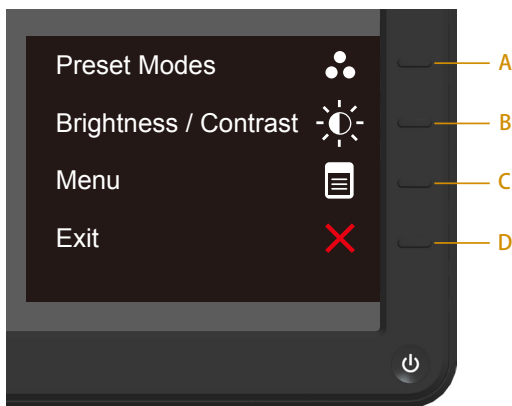 Preset Modes
A
Brightness / Contrast
B
Menu
C
Exit
D